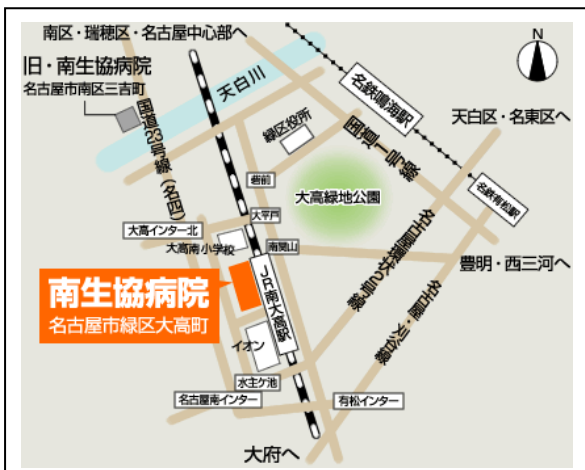 南区・瑞穂区・名古屋中心部へ
旧・南生協病院
名古屋市南区三吉町
天白川
国道23号線(名四)
名鉄鳴海駅
天白区・名東区へ
緑区役所
国道1号線
砦前
大高緑地公園
名鉄有松駅
大平戸
大高インター北
大高南小学校
南関山
名古屋環状2号線
豊明・西三河へ
南生協病院
名古屋市緑区大高町
JR南大高駅
名古屋・刈谷線
イオン
水主ケ池
名古屋南インター
有松インター
大府へ